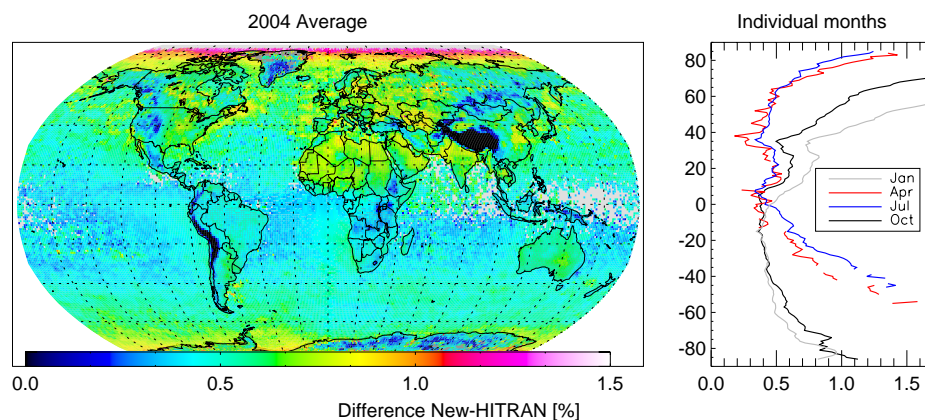 2004 Average
Individual months
80
60
40
20
0
-20
-40
-60
-80
Jan
Apr
Jul
Oct
0.0 0.5 1.0 1.5
0.0 0.5 1.0 1.5
Difference New-HITRAN [%]